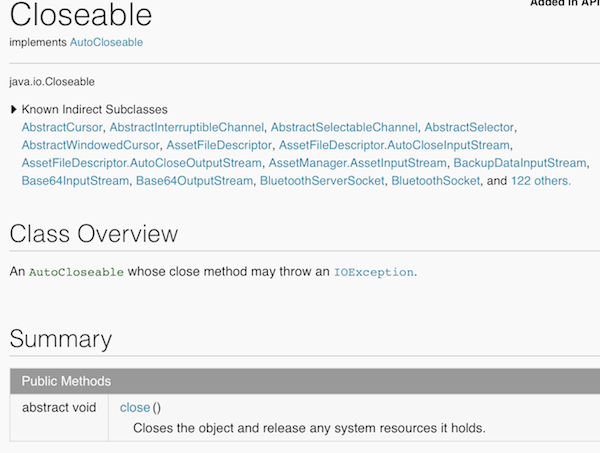 Added in API
Closeable
implements AutoCloseable
java.io.Closeable
Known Indirect Subclasses
AbstractCursor, AbstractInterruptibleChannel, AbstractSelectableChannel, AbstractSelector,
AbstractWindowedCursor, AssetFileDescriptor, AssetFileDescriptor.AutoCloseInputStream,
AssetFileDescriptor.AutoCloseOutputStream, AssetManager.AssetInputStream, BackupDataInputStream,
Base64InputStream, Base64OutputStream, BluetoothServerSocket, BluetoothSocket, and 122 others.
Class Overview
An AutoCloseable whose close method may throw an IOException.
Summary
Public Methods
abstract void close()
Closes the object and release any system resources it holds.